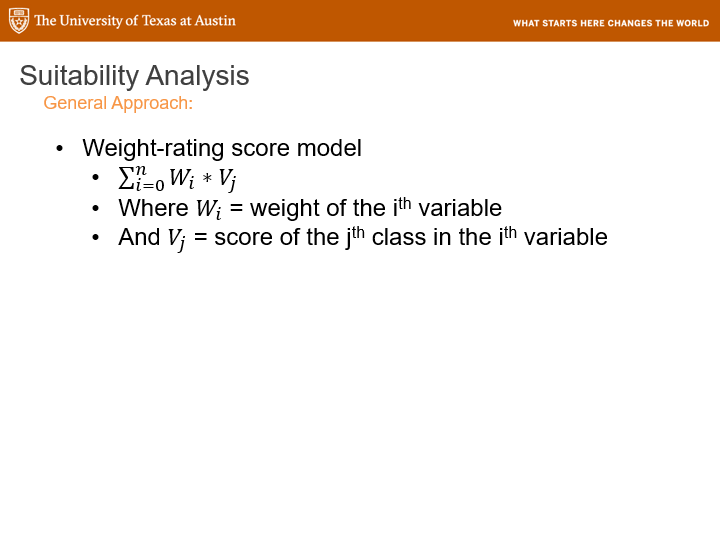 The University of Texas at Austin
WHAT STARTS HERE CHANGES THE WORLD
Suitability Analysis
General Approach:
• Weight-rating score model
• ∑ⁿᵢ₌₀ Wᵢ ∗ Vⱼ
• Where Wᵢ = weight of the iᵗʰ variable
• And Vⱼ = score of the jᵗʰ class in the iᵗʰ variable